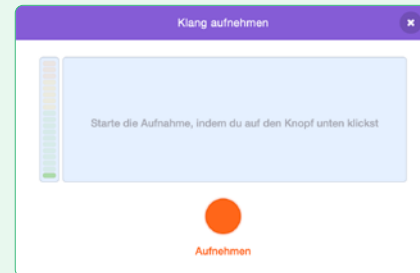 Klang aufnehmen
Starte die Aufnahme, indem du auf den Knopf unten klickst
Aufnehmen